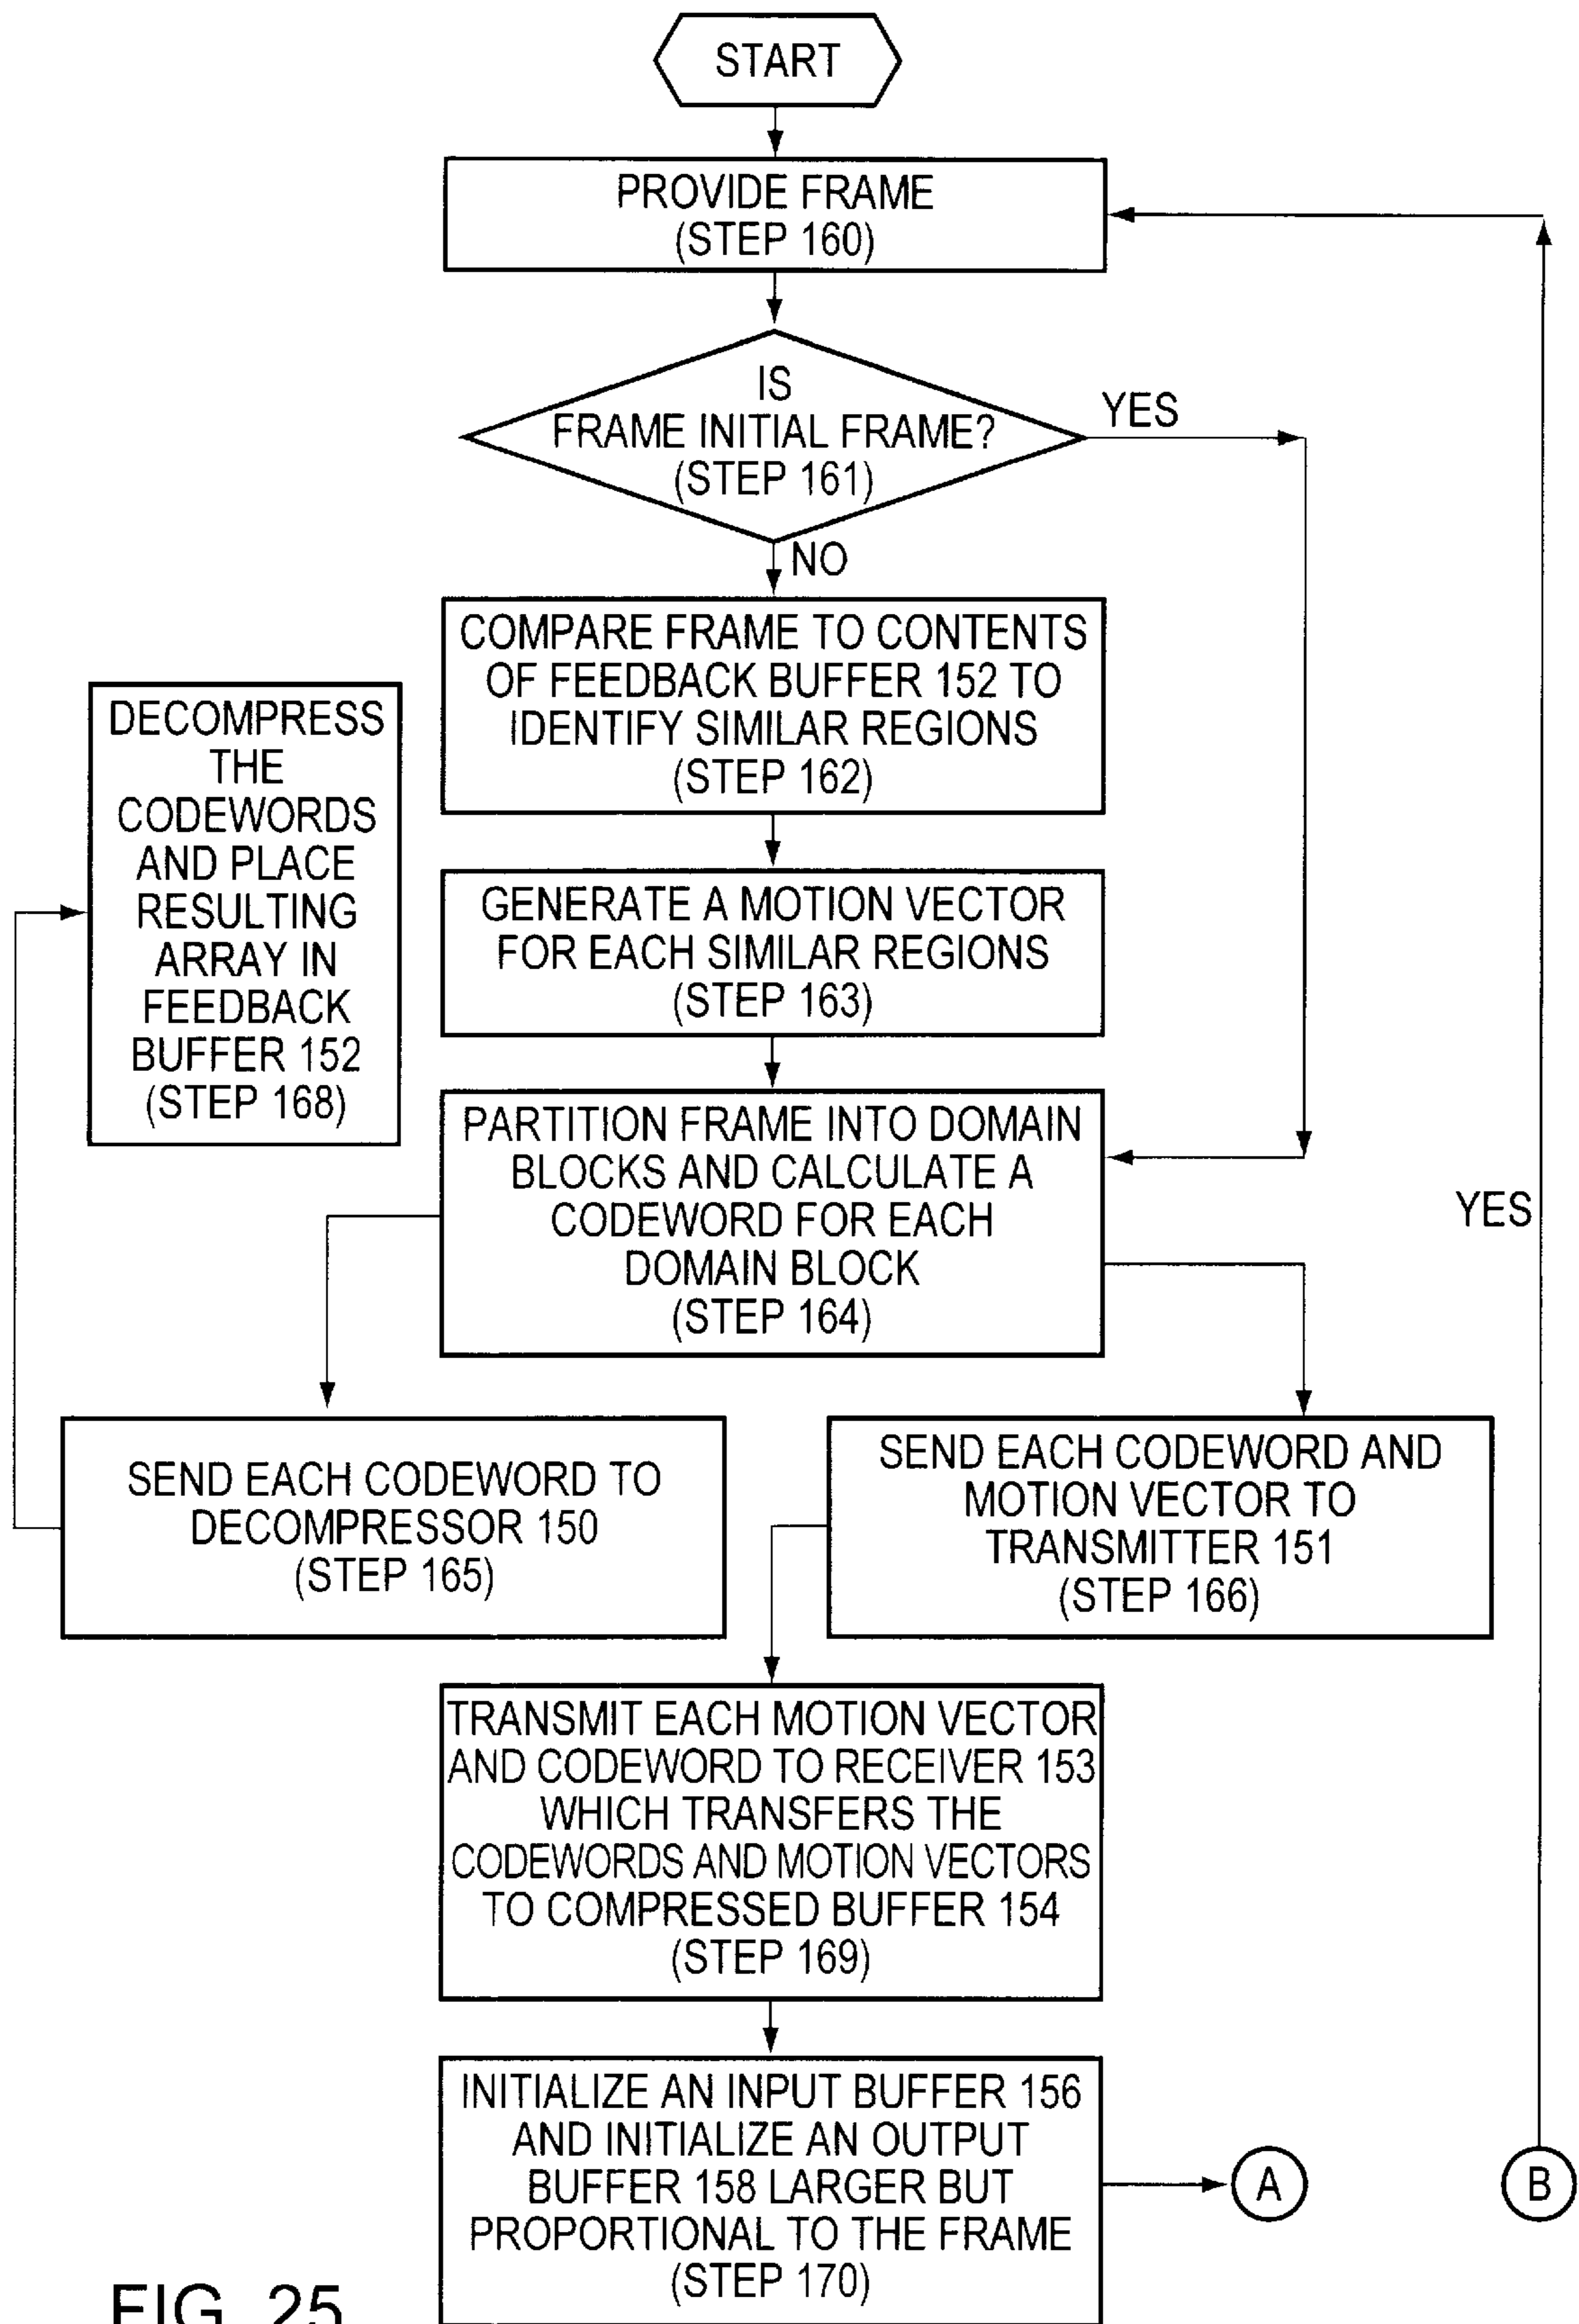 START
PROVIDE FRAME
(STEP 160)
IS
FRAME INITIAL FRAME?
(STEP 161)
YES
NO
COMPARE FRAME TO CONTENTS
OF FEEDBACK BUFFER 152 TO
IDENTIFY SIMILAR REGIONS
(STEP 162)
DECOMPRESS
THE
CODEWORDS
AND PLACE
RESULTING
ARRAY IN
FEEDBACK
BUFFER 152
(STEP 168)
GENERATE A MOTION VECTOR
FOR EACH SIMILAR REGIONS
(STEP 163)
PARTITION FRAME INTO DOMAIN
BLOCKS AND CALCULATE A
CODEWORD FOR EACH
DOMAIN BLOCK
(STEP 164)
YES
SEND EACH CODEWORD TO
DECOMPRESSOR 150
(STEP 165)
SEND EACH CODEWORD AND
MOTION VECTOR TO
TRANSMITTER 151
(STEP 166)
TRANSMIT EACH MOTION VECTOR
AND CODEWORD TO RECEIVER 153
WHICH TRANSFERS THE
CODEWORDS AND MOTION VECTORS
TO COMPRESSED BUFFER 154
(STEP 169)
INITIALIZE AN INPUT BUFFER 156
AND INITIALIZE AN OUTPUT
BUFFER 158 LARGER BUT
PROPORTIONAL TO THE FRAME
(STEP 170)
A
B
FIG. 25